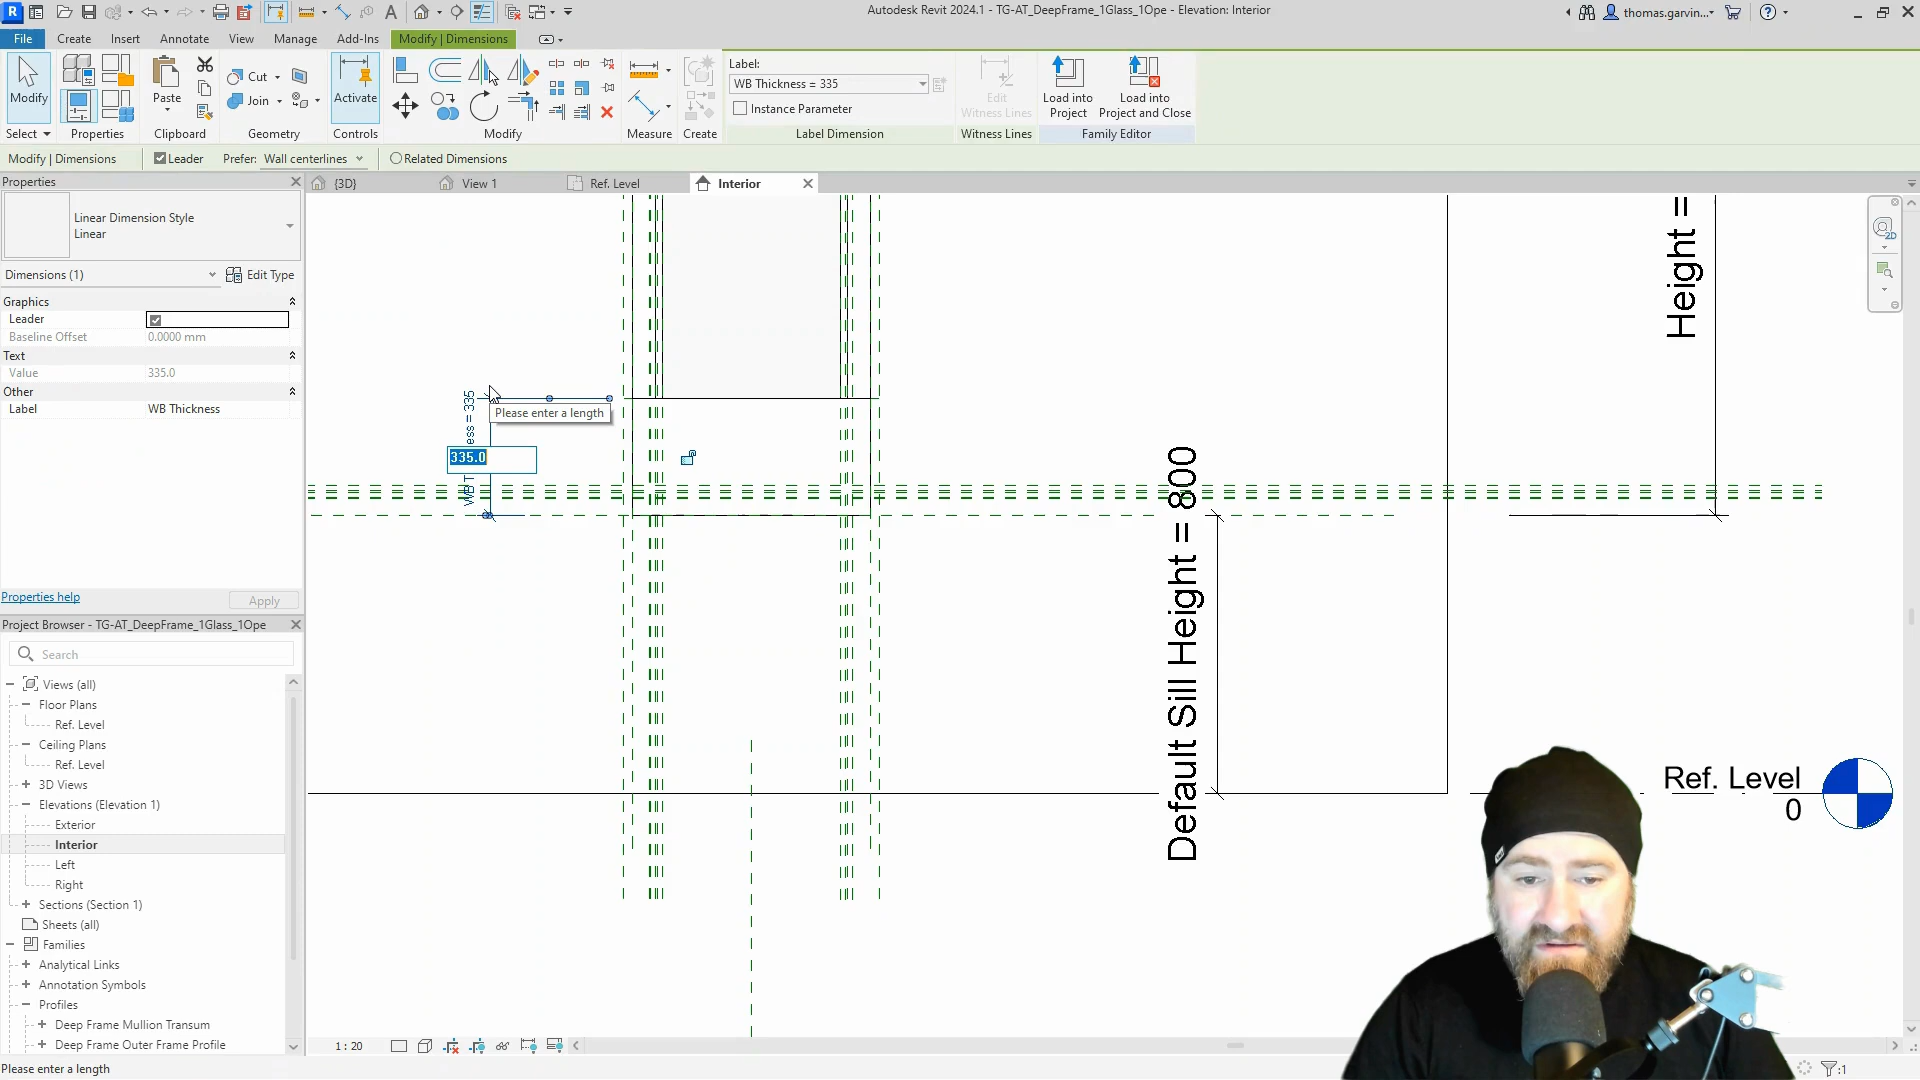 Autodesk Revit 2024.1 - TG-AT_DeepFrame_1Glass_1Ope - Elevation: Interior
thomas.garvin...
File
Create
Insert
Annotate
View
Manage
Add-Ins
Modify | Dimensions
Modify
Select
Properties
Paste
Clipboard
Cut
Join
Geometry
Activate
Controls
Modify
Measure
Create
Label:
WB Thickness = 335
Instance Parameter
Label Dimension
Edit
Witness Lines
Witness Lines
Load into
Project
Load into
Project and Close
Family Editor
Modify | Dimensions
Leader
Prefer:
Wall centerlines
Related Dimensions
Properties
{3D}
View 1
Ref. Level
Interior
Linear Dimension Style
Linear
Dimensions (1)
Edit Type
Graphics
Leader
Baseline Offset
0.0000 mm
Text
Value
335.0
Other
Label
WB Thickness
Properties help
Apply
Project Browser - TG-AT_DeepFrame_1Glass_1Ope
Search
Views (all)
Floor Plans
Ref. Level
Ceiling Plans
Ref. Level
3D Views
Elevations (Elevation 1)
Exterior
Interior
Left
Right
Sections (Section 1)
Sheets (all)
Families
Analytical Links
Annotation Symbols
Profiles
Deep Frame Mullion Transum
Deep Frame Outer Frame Profile
Please enter a length
WB T
ess = 335
335.0
Please enter a length
Height =
Default Sill Height = 800
Ref. Level
0
2D
1 : 20
:1